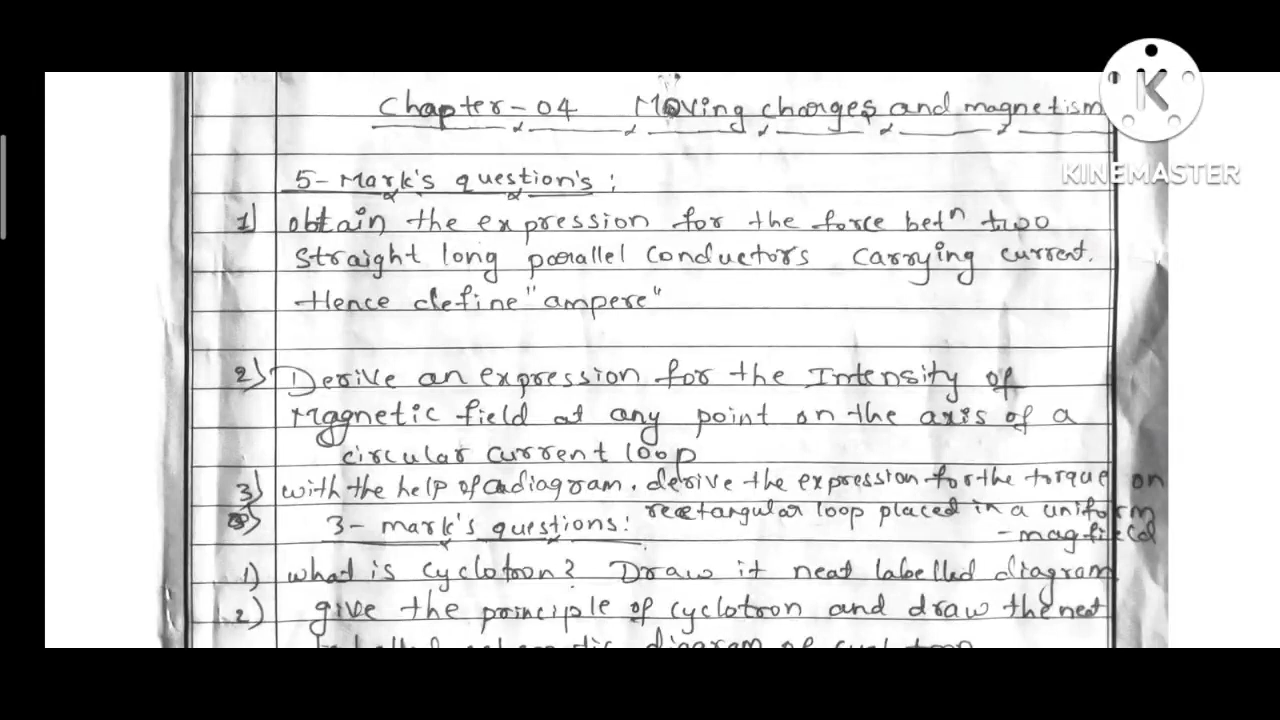 Chapter-04 Moving charges and magnetism
K
KINEMASTER
5-Mark's question's :
1) obtain the expression for the force betⁿ two
straight long parallel conductors carrying current.
Hence define "ampere"
2) Derive an expression for the Intensity of
Magnetic field at any point on the axis of a
circular current loop
3) with the help of a diagram. derive the expression for the torque on
rectangular loop placed in a uniform
- mag field
3- mark's questions:
1) what is cyclotron? Draw it neat labelled diagram
2) give the principle of cyclotron and draw the neat
diagram of